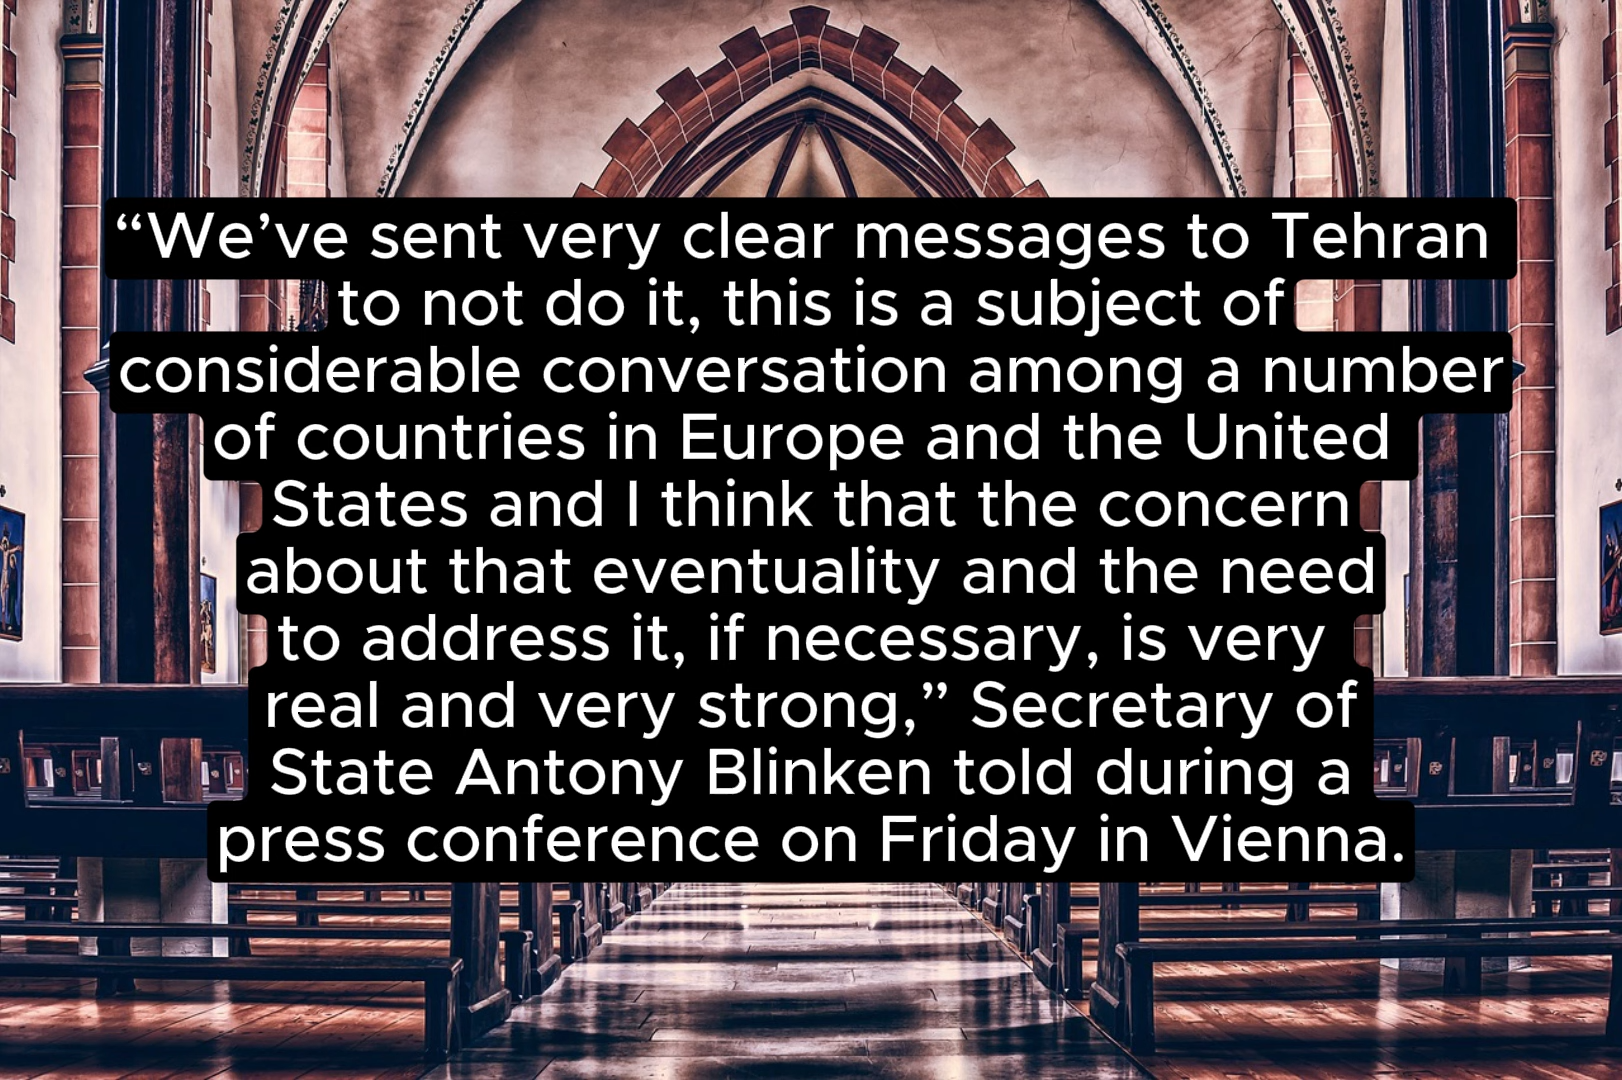 “We’ve sent very clear messages to Tehran
to not do it, this is a subject of
considerable conversation among a number
of countries in Europe and the United
States and I think that the concern
about that eventuality and the need
to address it, if necessary, is very
real and very strong,” Secretary of
State Antony Blinken told during a
press conference on Friday in Vienna.